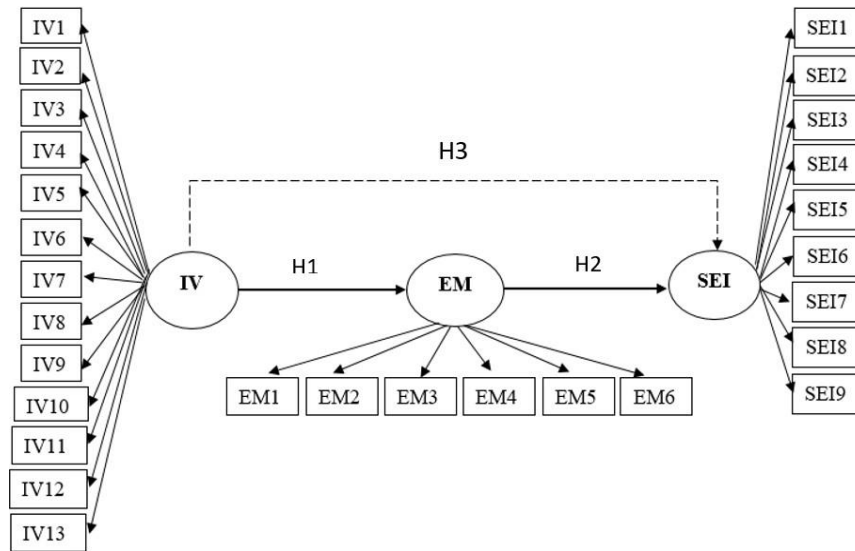 IV1
IV2
IV3
IV4
IV5
IV6
IV7
IV8
IV9
IV10
IV11
IV12
IV13
H3
IV
H1
EM
H2
SEI
EM1
EM2
EM3
EM4
EM5
EM6
SEI1
SEI2
SEI3
SEI4
SEI5
SEI6
SEI7
SEI8
SEI9